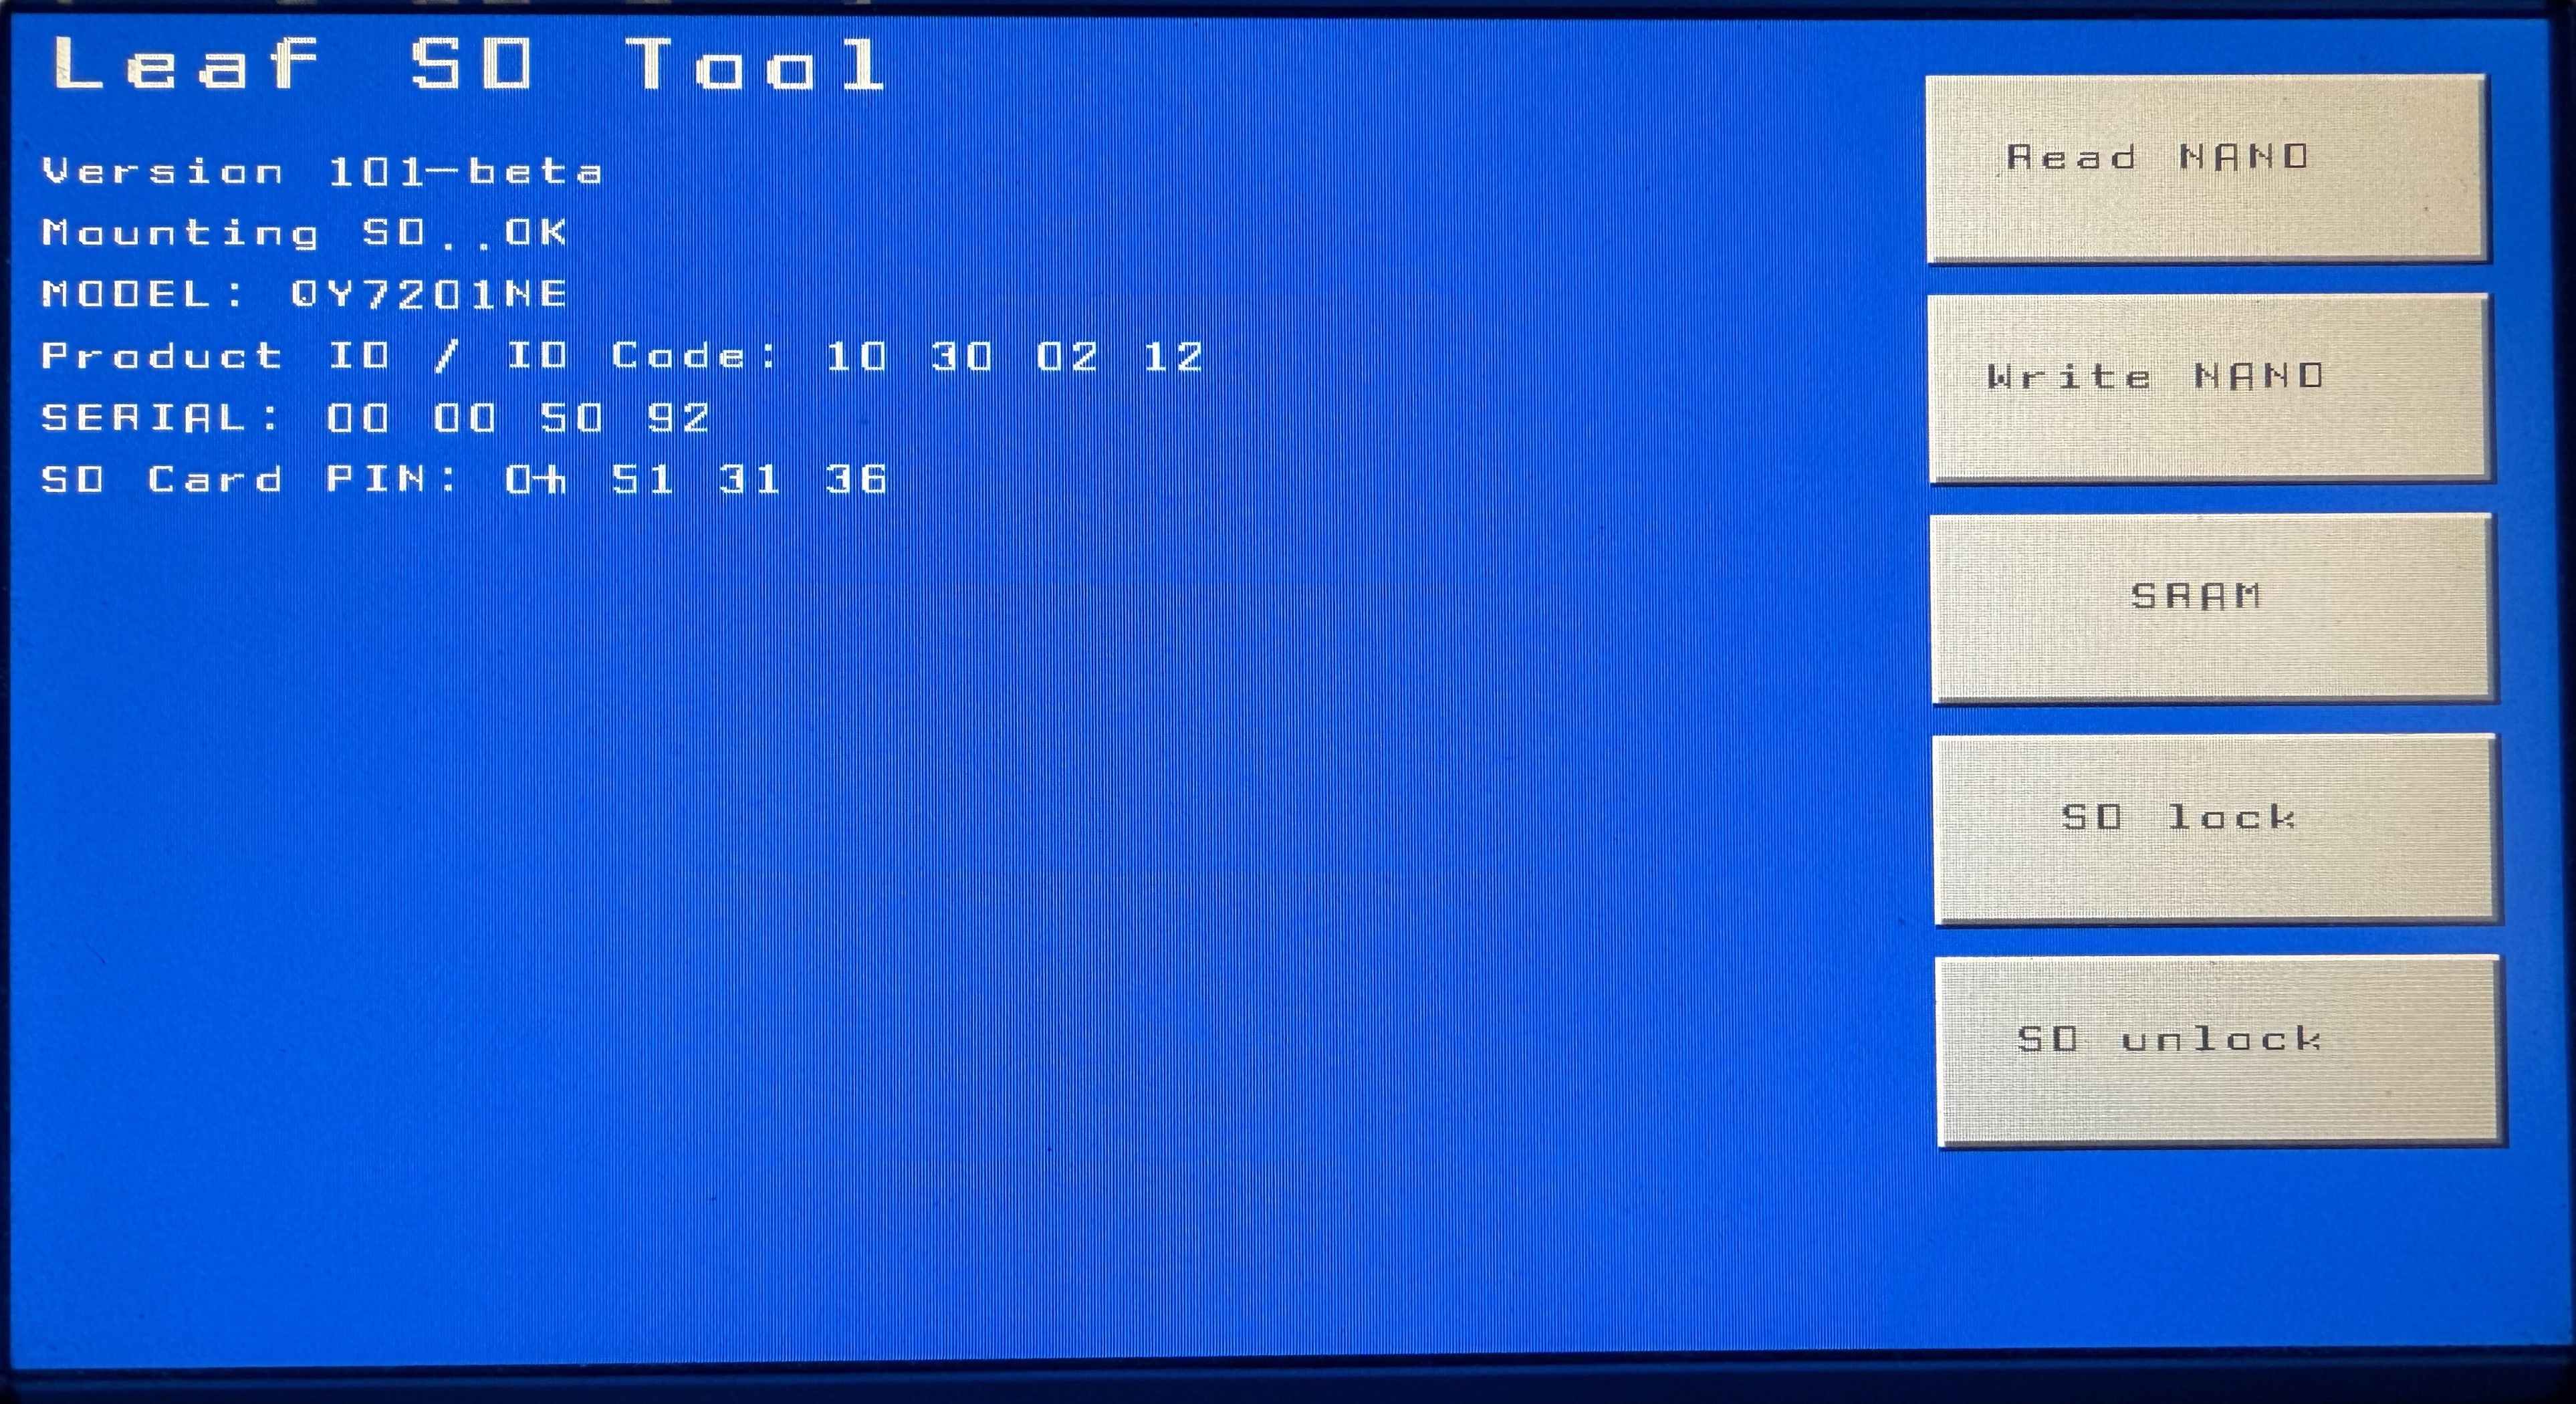 Leaf SD Tool
Version 101-beta
Mounting SD..OK
MODEL: QY7201NE
Product ID / ID Code: 10 30 02 12
SERIAL: 00 00 50 92
SD Card PIN: 04 51 31 36
Read NAND
Write NAND
SRAM
SD lock
SD unlock